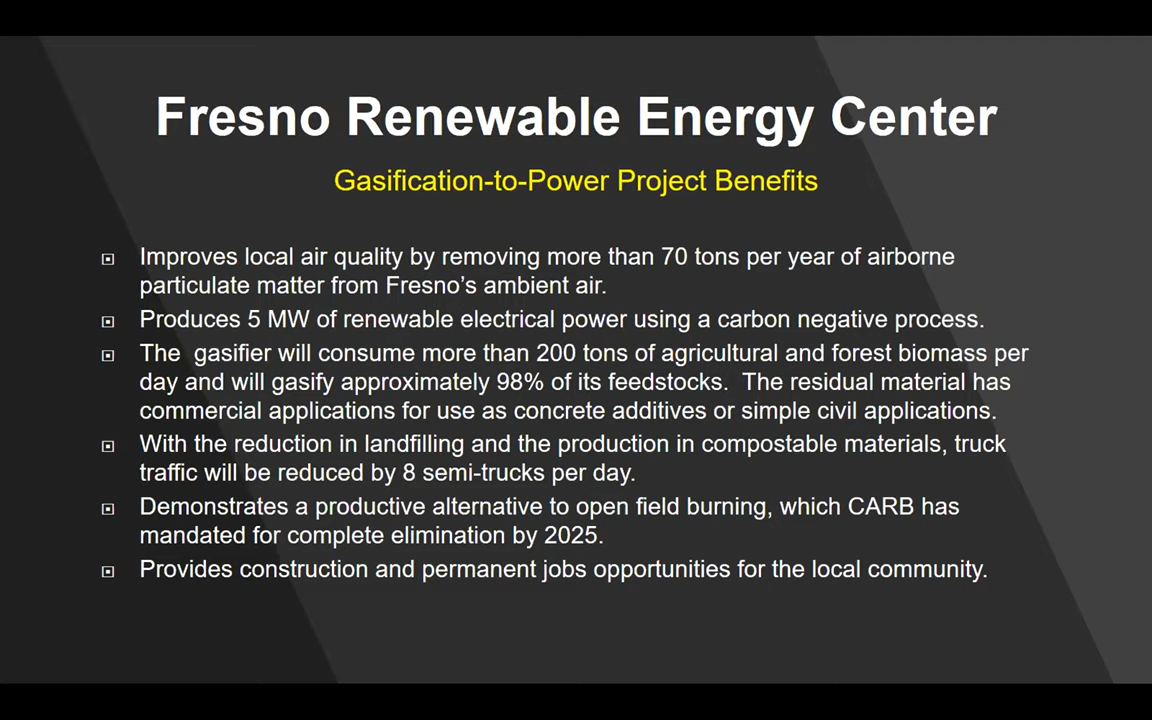 Fresno Renewable Energy Center
Gasification-to-Power Project Benefits
Improves local air quality by removing more than 70 tons per year of airborne
particulate matter from Fresno's ambient air.
Produces 5 MW of renewable electrical power using a carbon negative process.
The  gasifier will consume more than 200 tons of agricultural and forest biomass per
day and will gasify approximately 98% of its feedstocks.  The residual material has
commercial applications for use as concrete additives or simple civil applications.
With the reduction in landfilling and the production in compostable materials, truck
traffic will be reduced by 8 semi-trucks per day.
Demonstrates a productive alternative to open field burning, which CARB has
mandated for complete elimination by 2025.
Provides construction and permanent jobs opportunities for the local community.